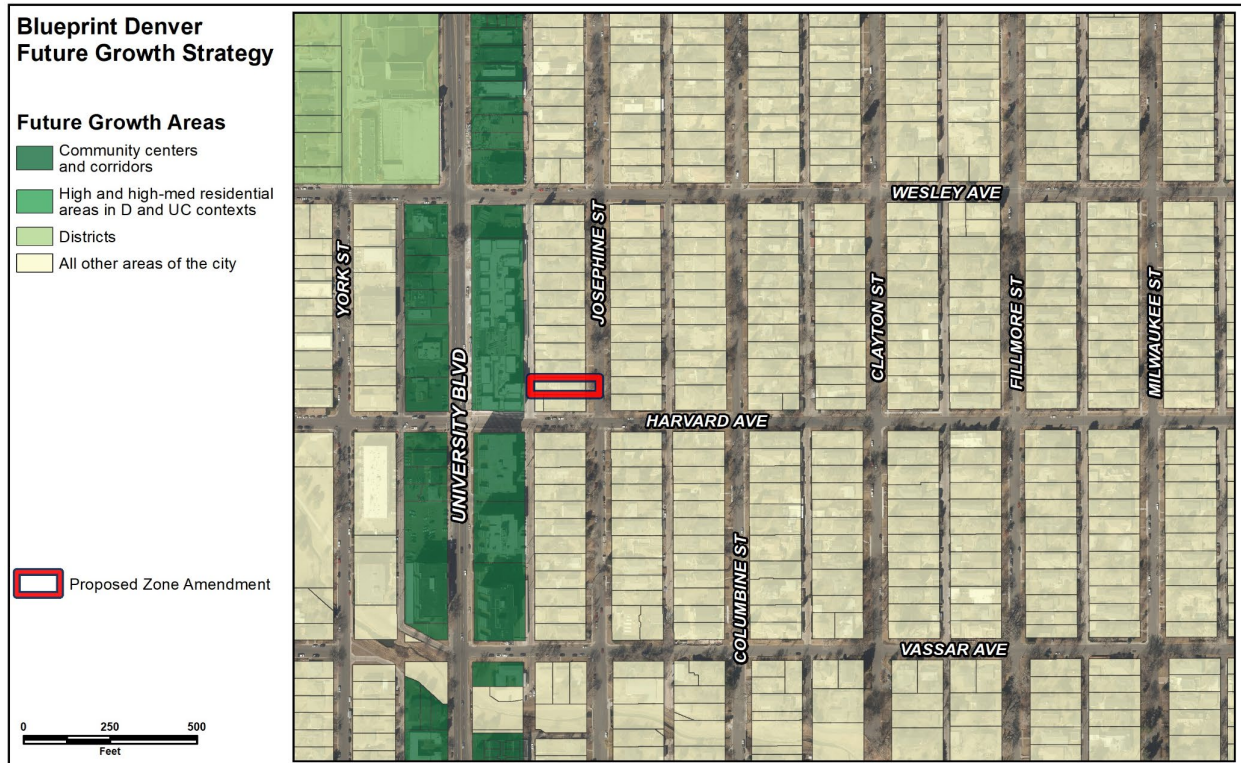 Blueprint Denver
Future Growth Strategy
Future Growth Areas
Community centers
and corridors
High and high-med residential
areas in D and UC contexts
Districts
All other areas of the city
Proposed Zone Amendment
0 250 500
Feet
WESLEY AVE
YORK ST
JOSEPHINE ST
CLAYTON ST
FILLMORE ST
MILWAUKEE ST
UNIVERSITY BLVD
HARVARD AVE
COLUMBINE ST
VASSAR AVE